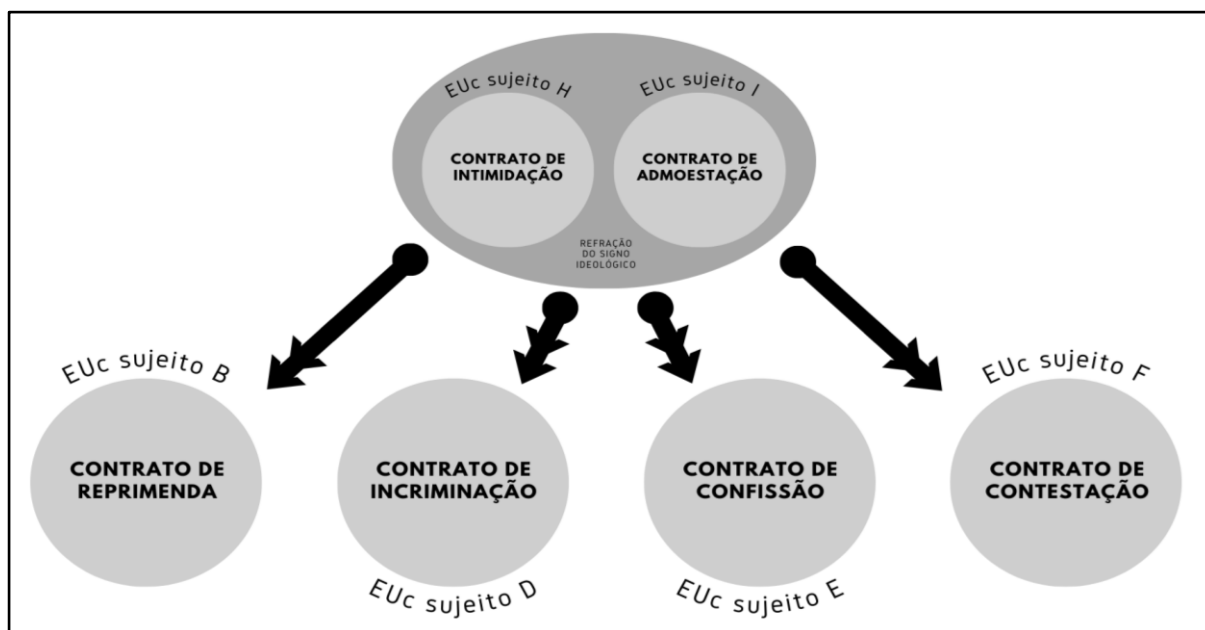 EUc sujeito H
EUc sujeito I
CONTRATO DE
INTIMIDAÇÃO
CONTRATO DE
ADMOESTAÇÃO
REFRAÇÃO
DO SIGNO
IDEOLÓGICO
EUc sujeito B
CONTRATO DE
REPRIMENDA
CONTRATO DE
INCRIMINAÇÃO
EUc sujeito D
CONTRATO DE
CONFISSÃO
EUc sujeito E
EUc sujeito F
CONTRATO DE
CONTESTAÇÃO